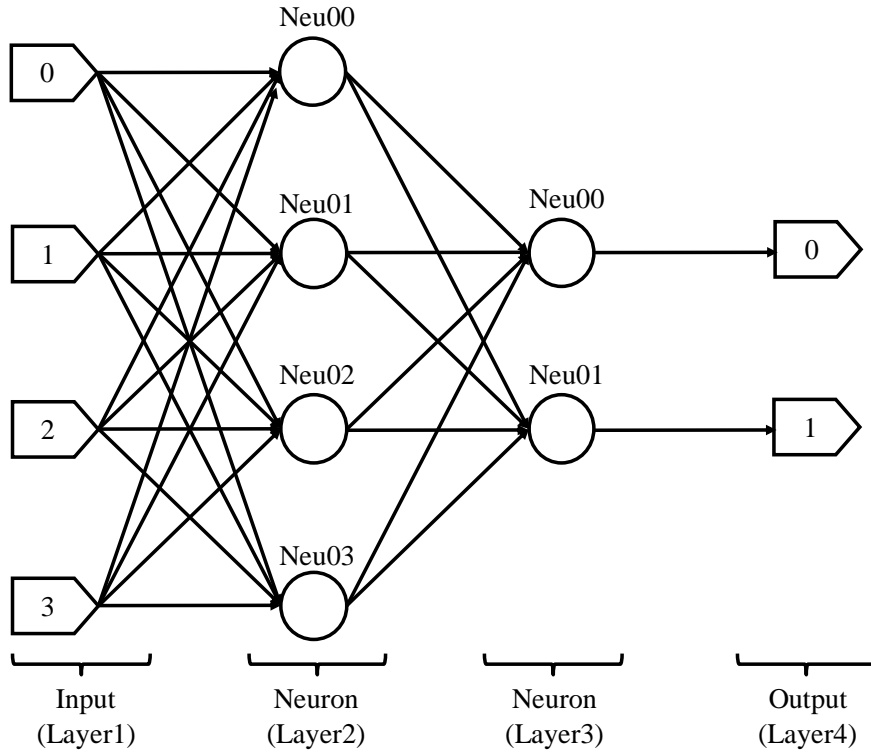 Neu00
0
Neu01
Neu00
1
0
Neu02
Neu01
2
1
Neu03
3
Input
(Layer1)
Neuron
(Layer2)
Neuron
(Layer3)
Output
(Layer4)